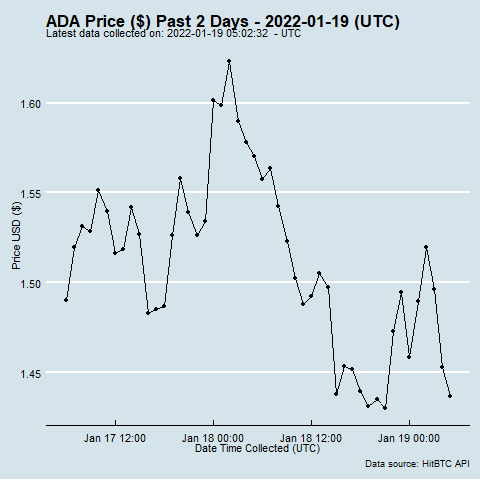 ADA Price ($) Past 2 Days - 2022-01-19 (UTC)
Latest data collected on: 2022-01-19 05:02:32  - UTC
1.60
1.55
1.50
1.45
Price USD ($)
Jan 17 12:00 Jan 18 00:00 Jan 18 12:00 Jan 19 00:00
Date Time Collected (UTC)
Data source: HitBTC API